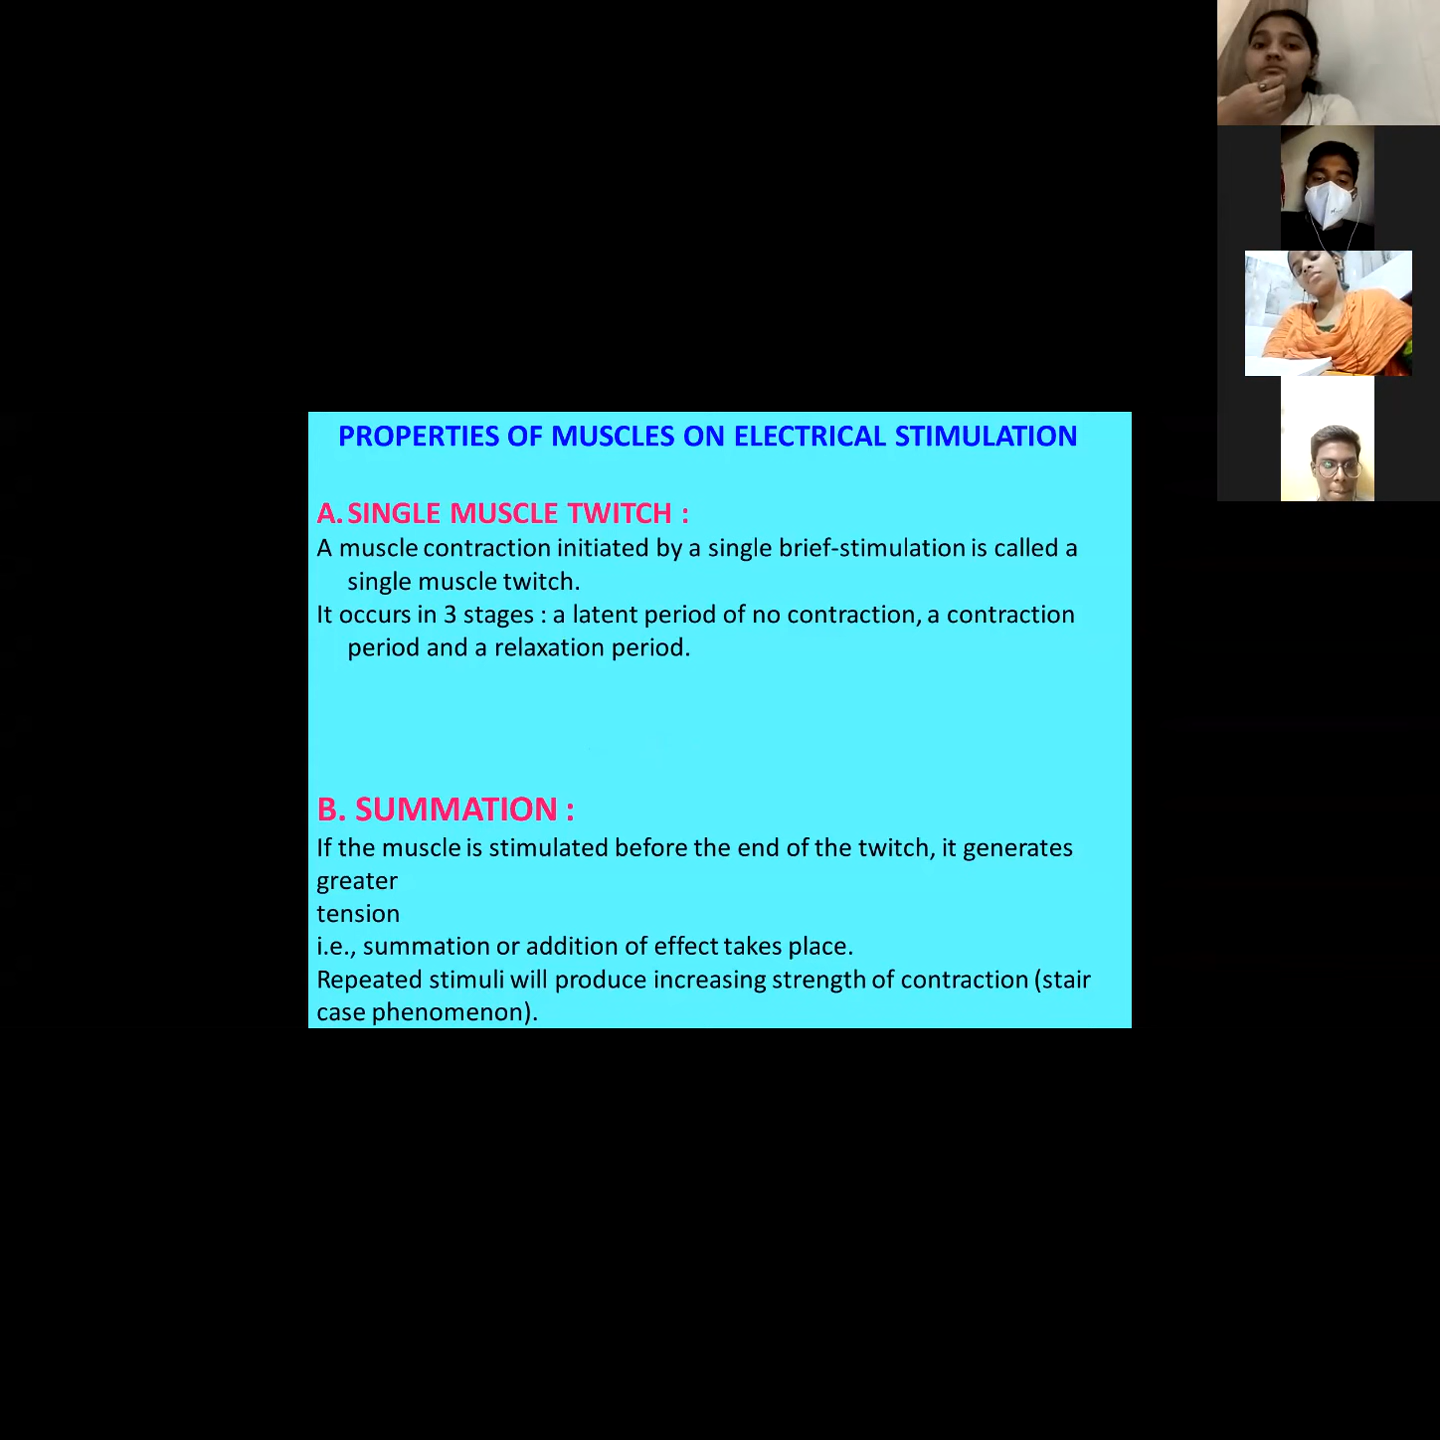 PROPERTIES OF MUSCLES ON ELECTRICAL STIMULATION
A. SINGLE MUSCLE TWITCH :
A muscle contraction initiated by a single brief-stimulation is called a
single muscle twitch.
It occurs in 3 stages : a latent period of no contraction, a contraction
period and a relaxation period.
B. SUMMATION :
If the muscle is stimulated before the end of the twitch, it generates
greater
tension
i.e., summation or addition of effect takes place.
Repeated stimuli will produce increasing strength of contraction (stair
case phenomenon).